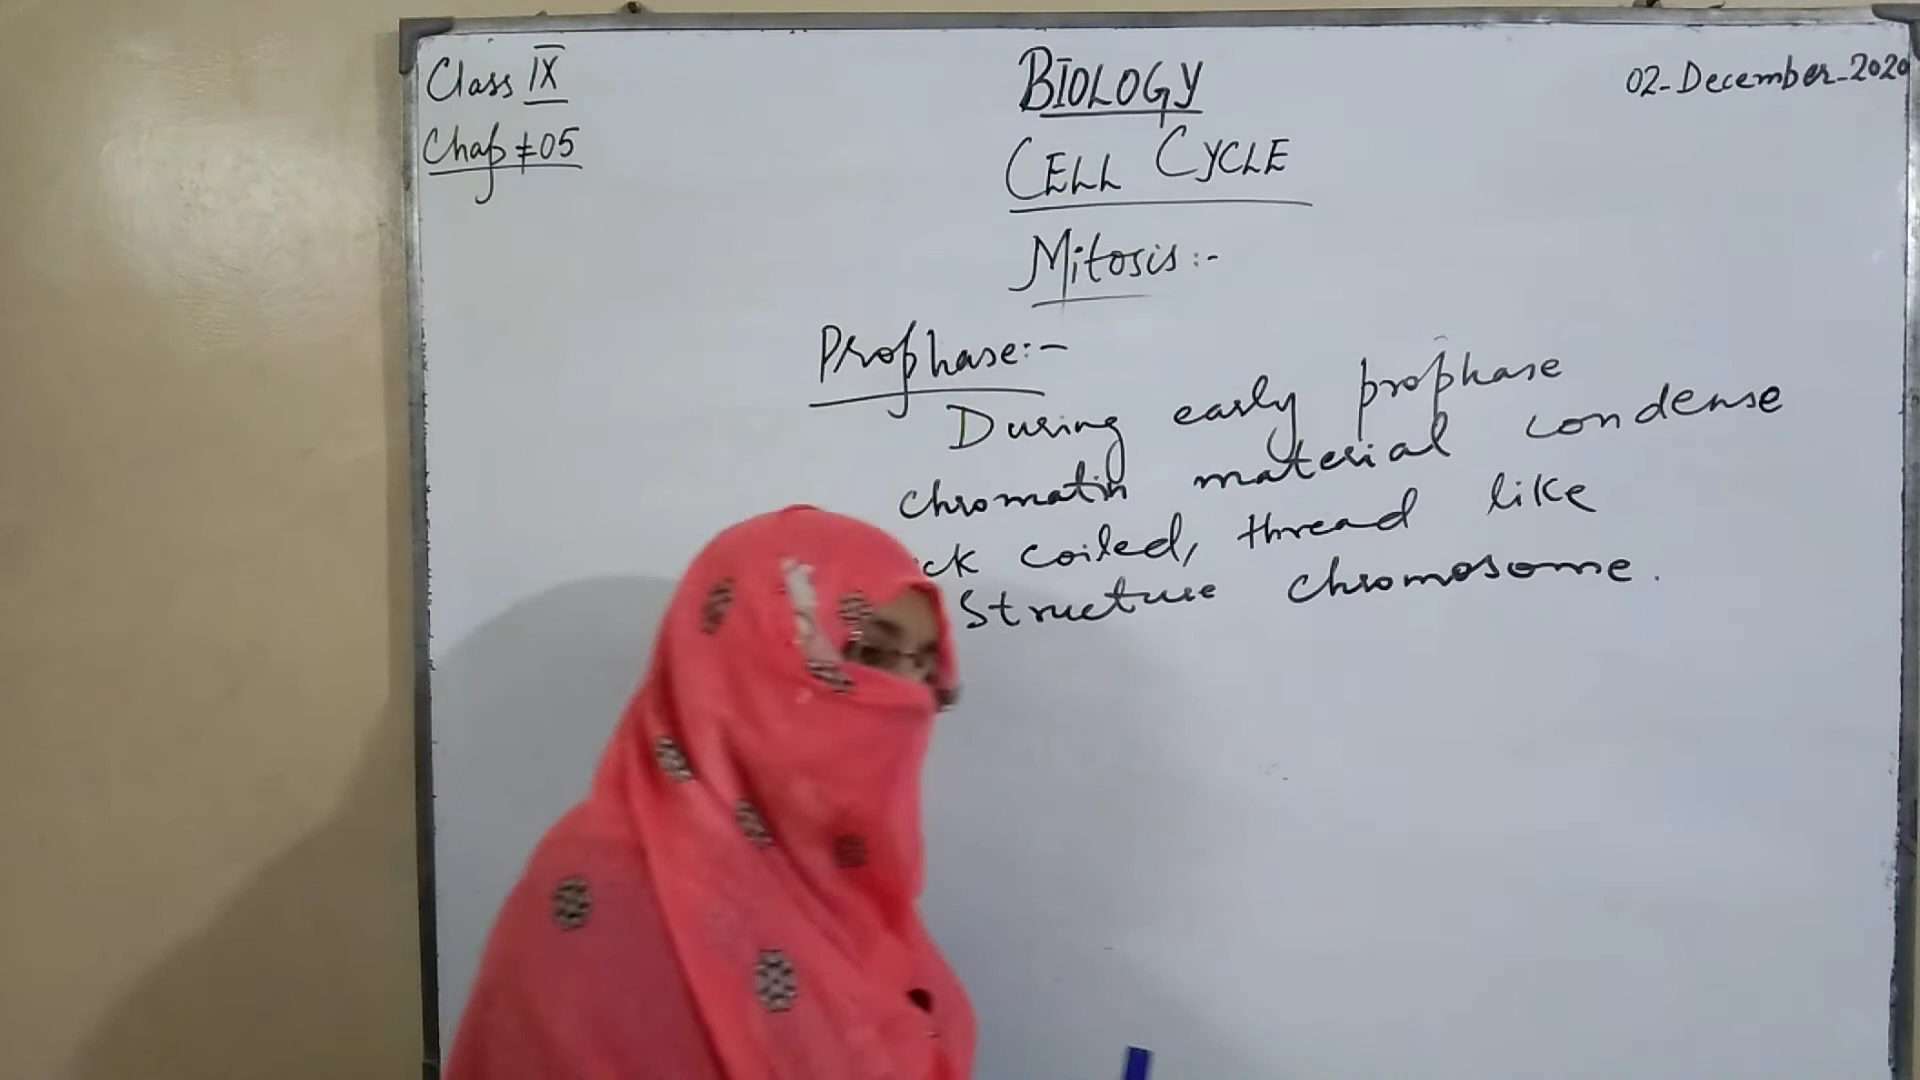 Class IX
Chap # 05
BIOLOGY
02-December-2020
CELL CYCLE
Mitosis:-
Prophase:-
During early prophase
chromatin material condense
coiled, thread like
structure chromosome.